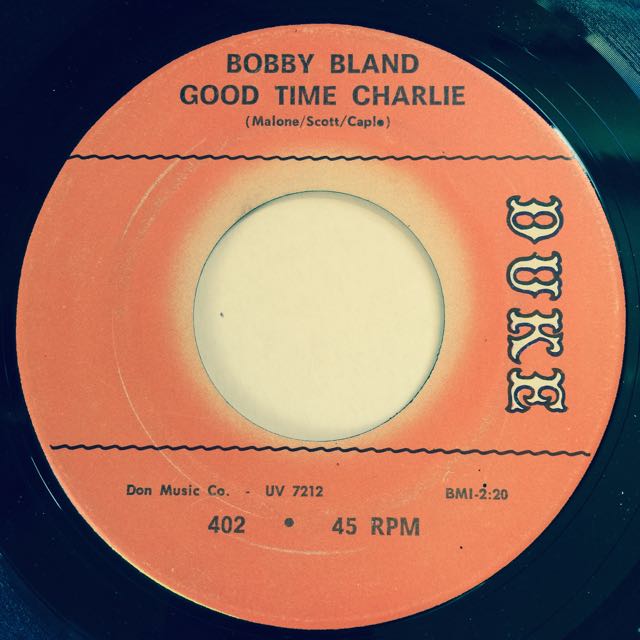 BOBBY BLAND
GOOD TIME CHARLIE
(Malone/Scott/Caple)
DUKE
Don Music Co. - UV 7212
BMI-2:20
402 • 45 RPM